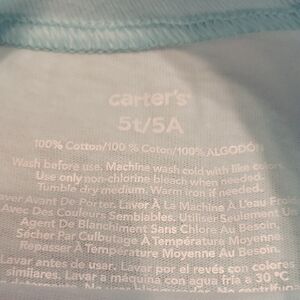 carter's
5t/5A
100% Cotton/100 % Coton/100% ALGODÓN
Wash before use. Machine wash cold with like colors.
Use only non-chlorine bleach when needed.
Tumble dry medium. Warm iron if needed.
Laver Avant De Porter. Laver À La Machine À L'eau Froide
Avec Des Couleurs Semblables. Utiliser Seulement Un
Agent De Blanchiment Sans Chlore Au Besoin.
Sécher Par Culbutage À Température Moyenne.
Repasser À Température Moyenne Au Besoin.
Lavar antes de usar. Lavar por el revés con colores
similares. Lavar a máquina con agua fría a 30 °C